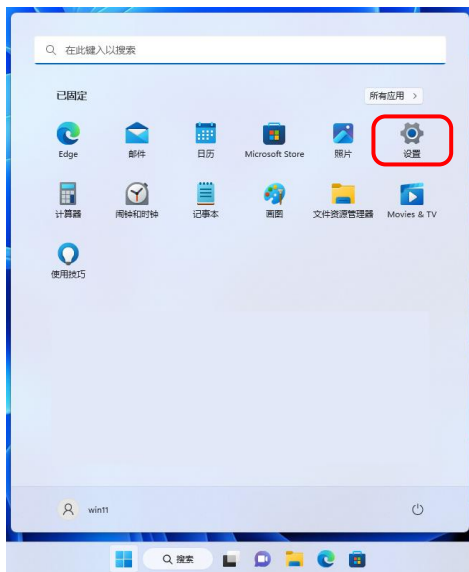 在此键入以搜索
已固定
所有应用 >
Edge 邮件 日历 Microsoft Store 照片 设置
计算器 闹钟和时钟 记事本 画图 文件资源管理器 Movies & TV
使用技巧
win11
搜索